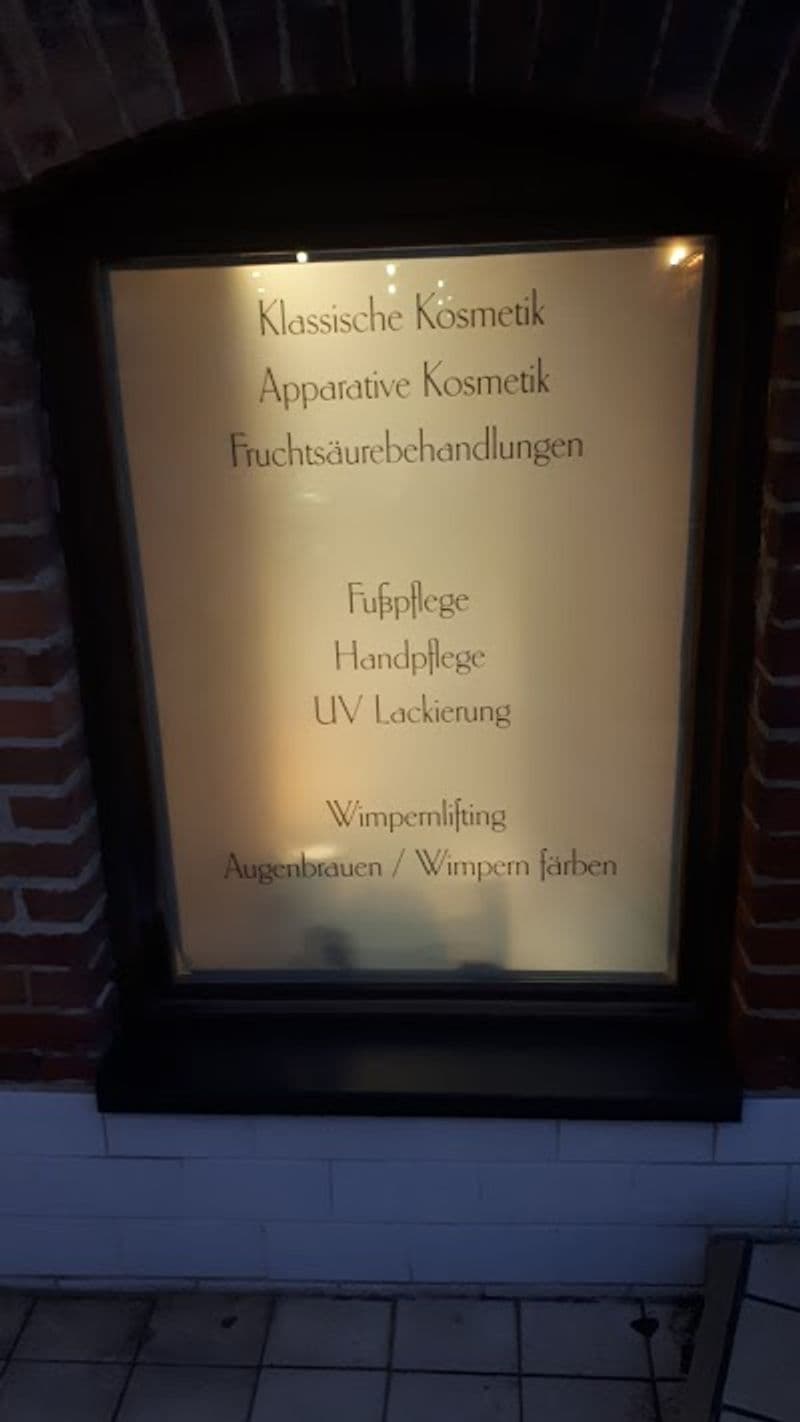 Klassische Kosmetik
Apparative Kosmetik
Fruchtsäurebehandlungen
Fußpflege
Handpflege
UV Lackierung
Wimpernlifting
Augenbrauen / Wimpern färben